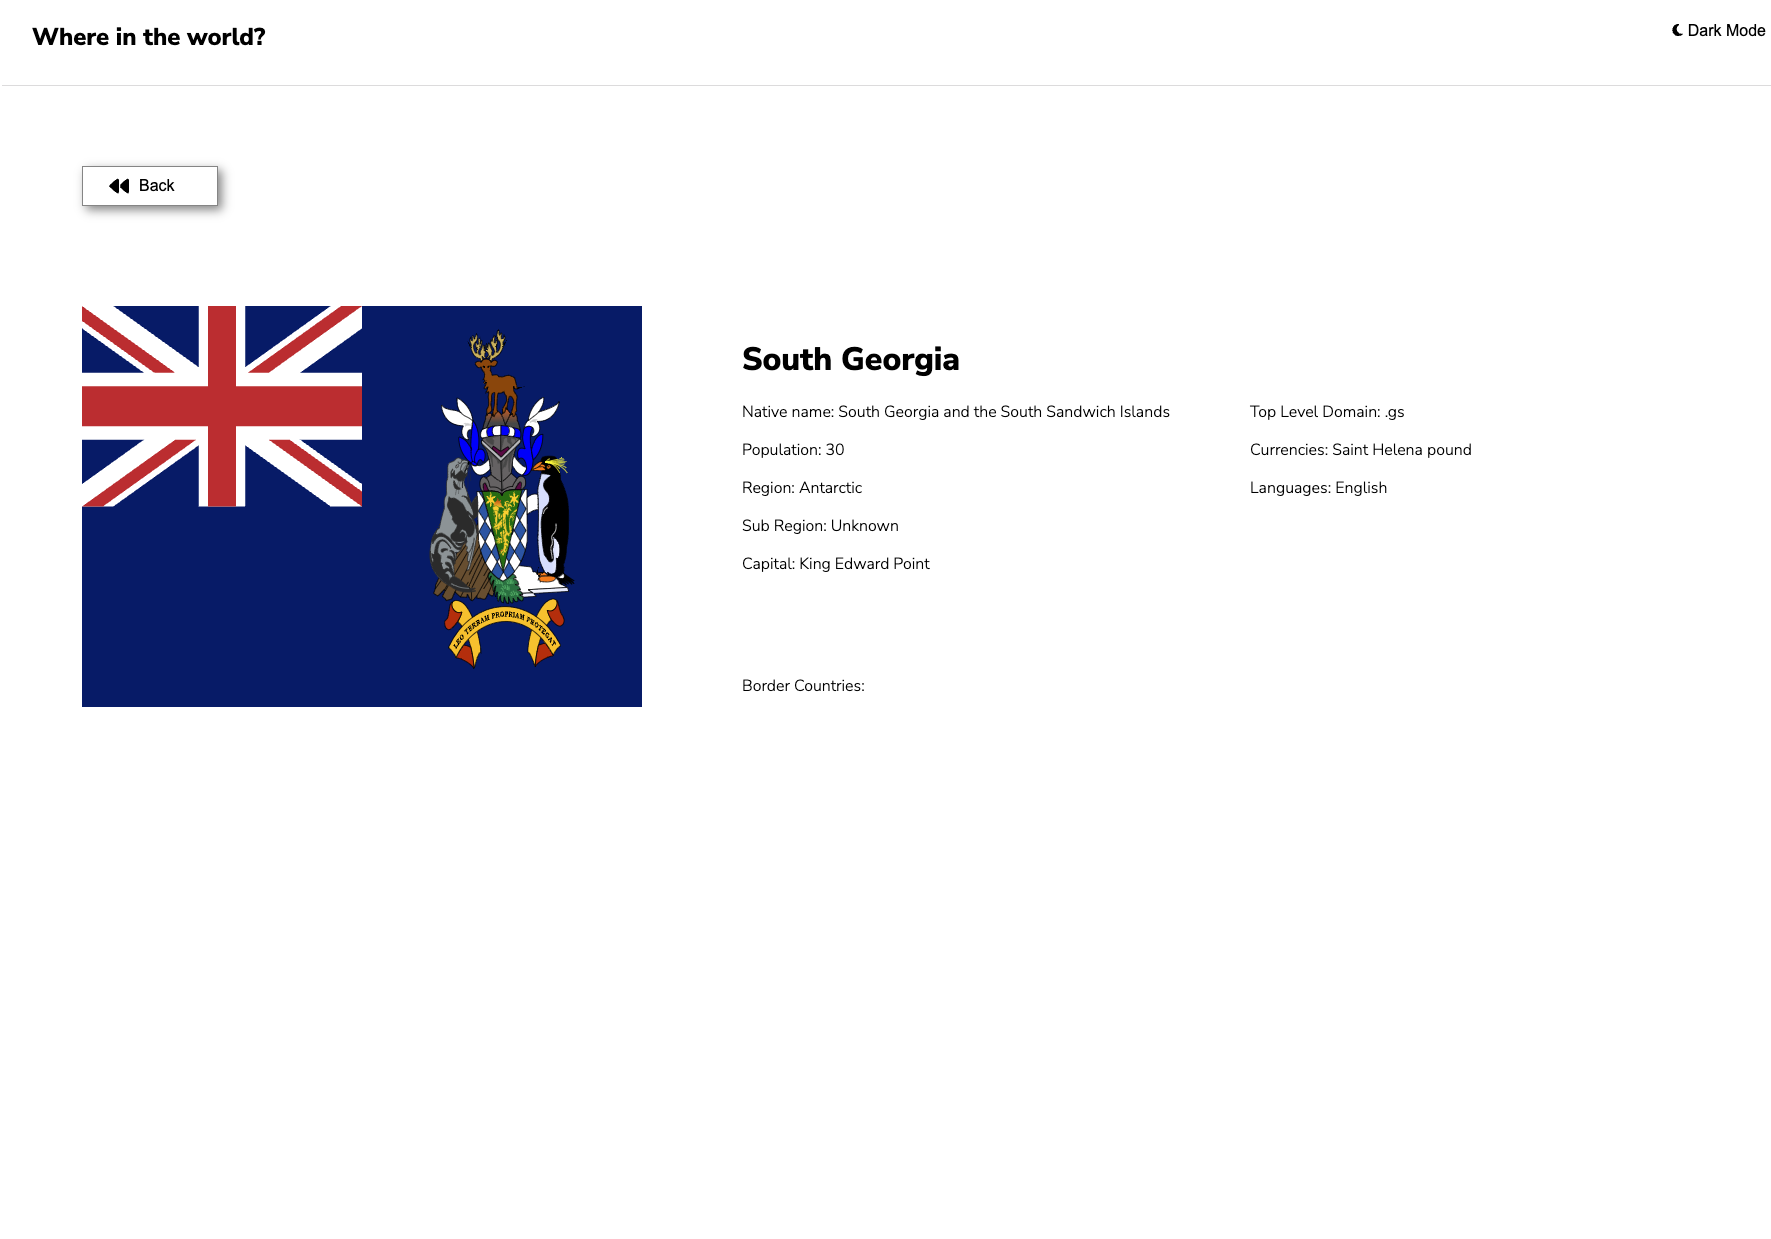 Where in the world?
Dark Mode
Back
South Georgia
Native name: South Georgia and the South Sandwich Islands
Population: 30
Region: Antarctic
Sub Region: Unknown
Capital: King Edward Point
Top Level Domain: .gs
Currencies: Saint Helena pound
Languages: English
Border Countries:
LEO TERRAM PROPRIAM PROTEGAT